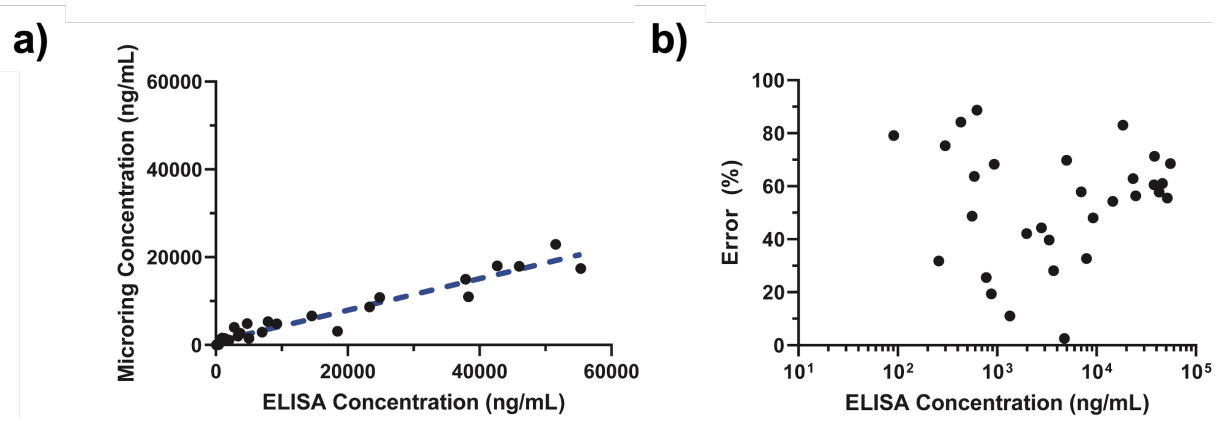 a)
Microring Concentration (ng/mL)
60000
40000
20000
0
0 20000 40000 60000
ELISA Concentration (ng/mL)
b)
Error (%)
100
80
60
40
20
0
10¹ 10² 10³ 10⁴ 10⁵
ELISA Concentration (ng/mL)